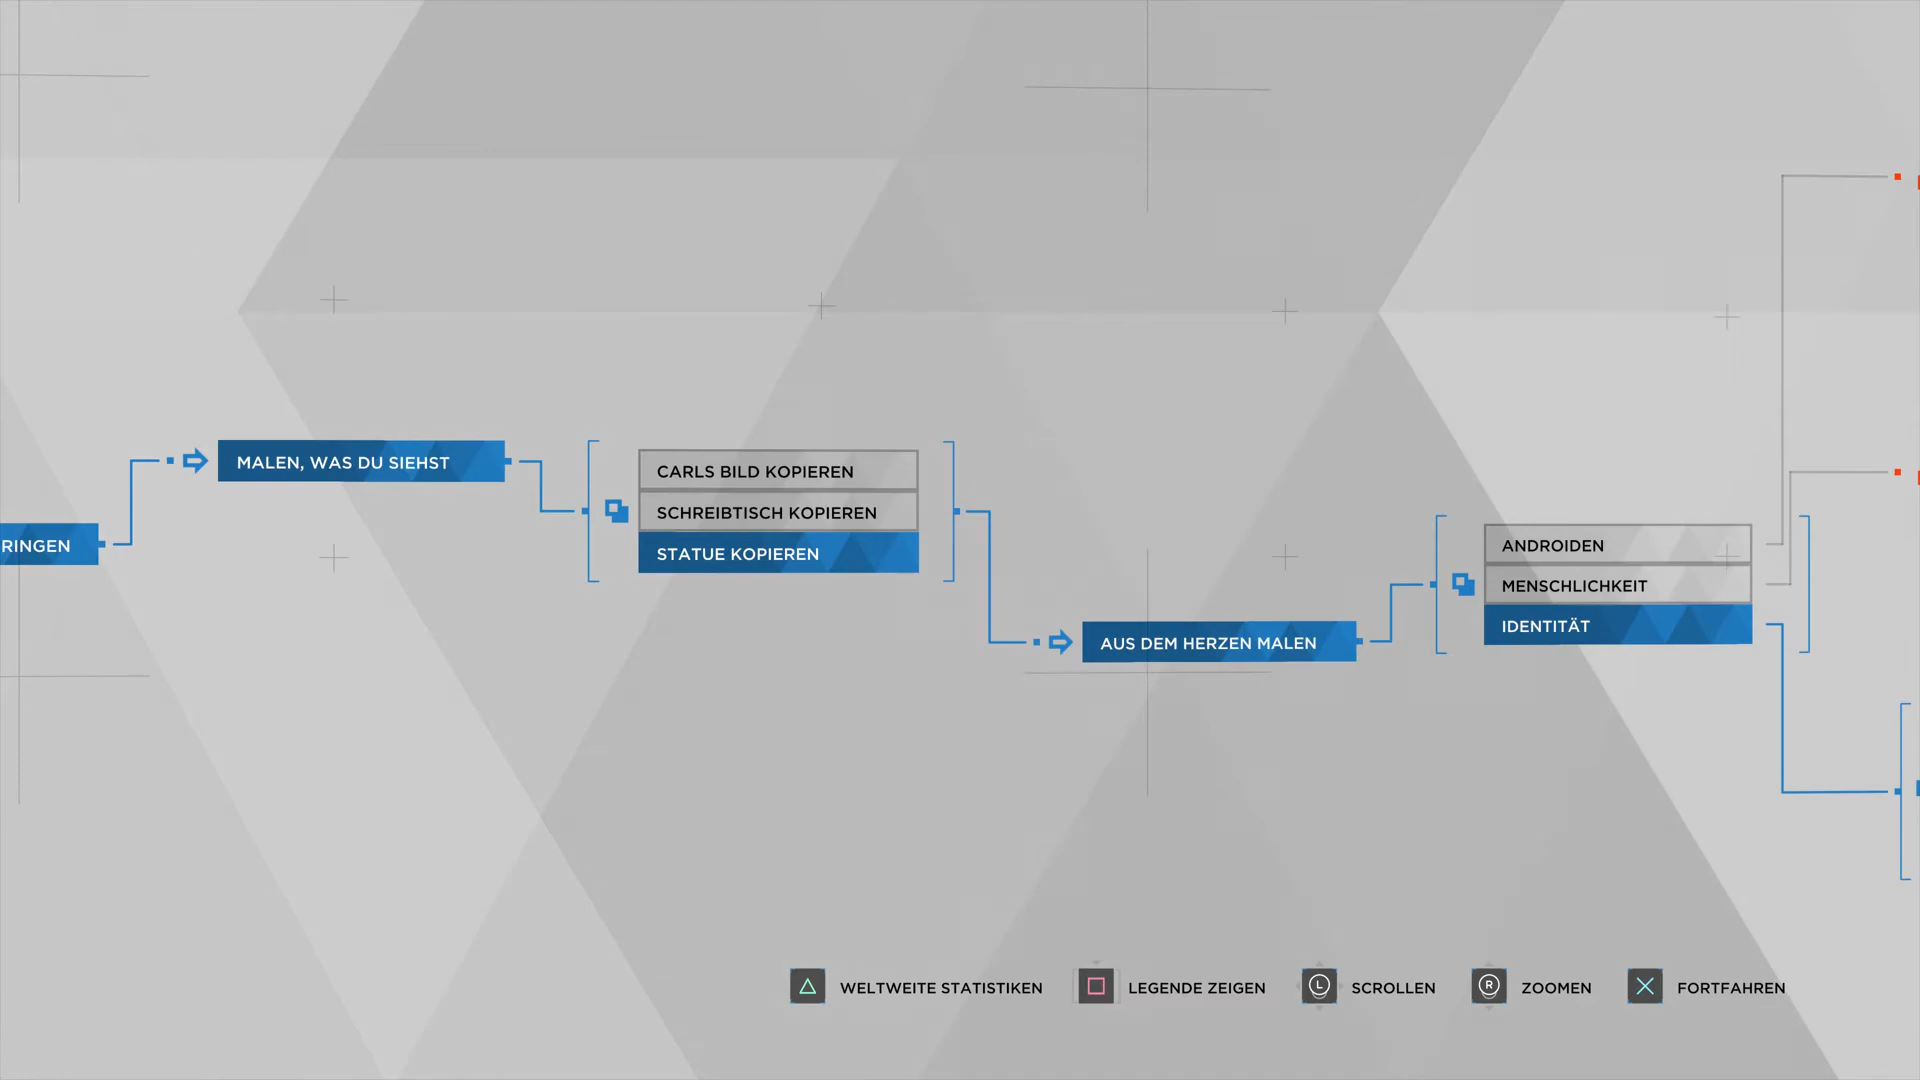 RINGEN
MALEN, WAS DU SIEHST
CARLS BILD KOPIEREN
SCHREIBTISCH KOPIEREN
STATUE KOPIEREN
AUS DEM HERZEN MALEN
ANDROIDEN
MENSCHLICHKEIT
IDENTITÄT
WELTWEITE STATISTIKEN
LEGENDE ZEIGEN
L SCROLLEN
R ZOOMEN
FORTFAHREN